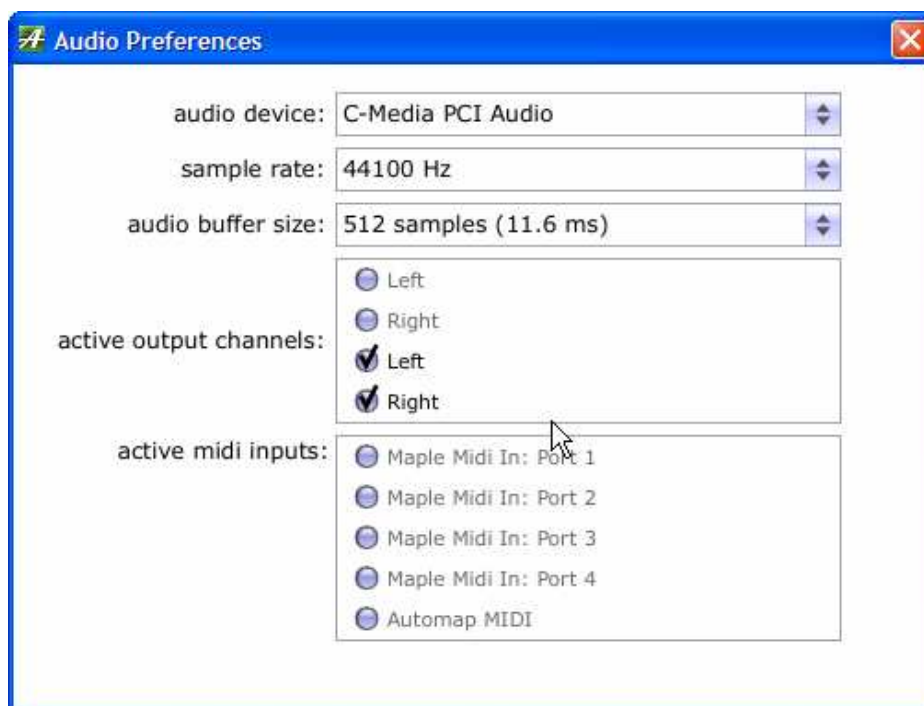 Audio Preferences
audio device: C-Media PCI Audio
sample rate: 44100 Hz
audio buffer size: 512 samples (11.6 ms)
active output channels:
Left
Right
Left
Right
active midi inputs:
Maple Midi In: Port 1
Maple Midi In: Port 2
Maple Midi In: Port 3
Maple Midi In: Port 4
Automap MIDI